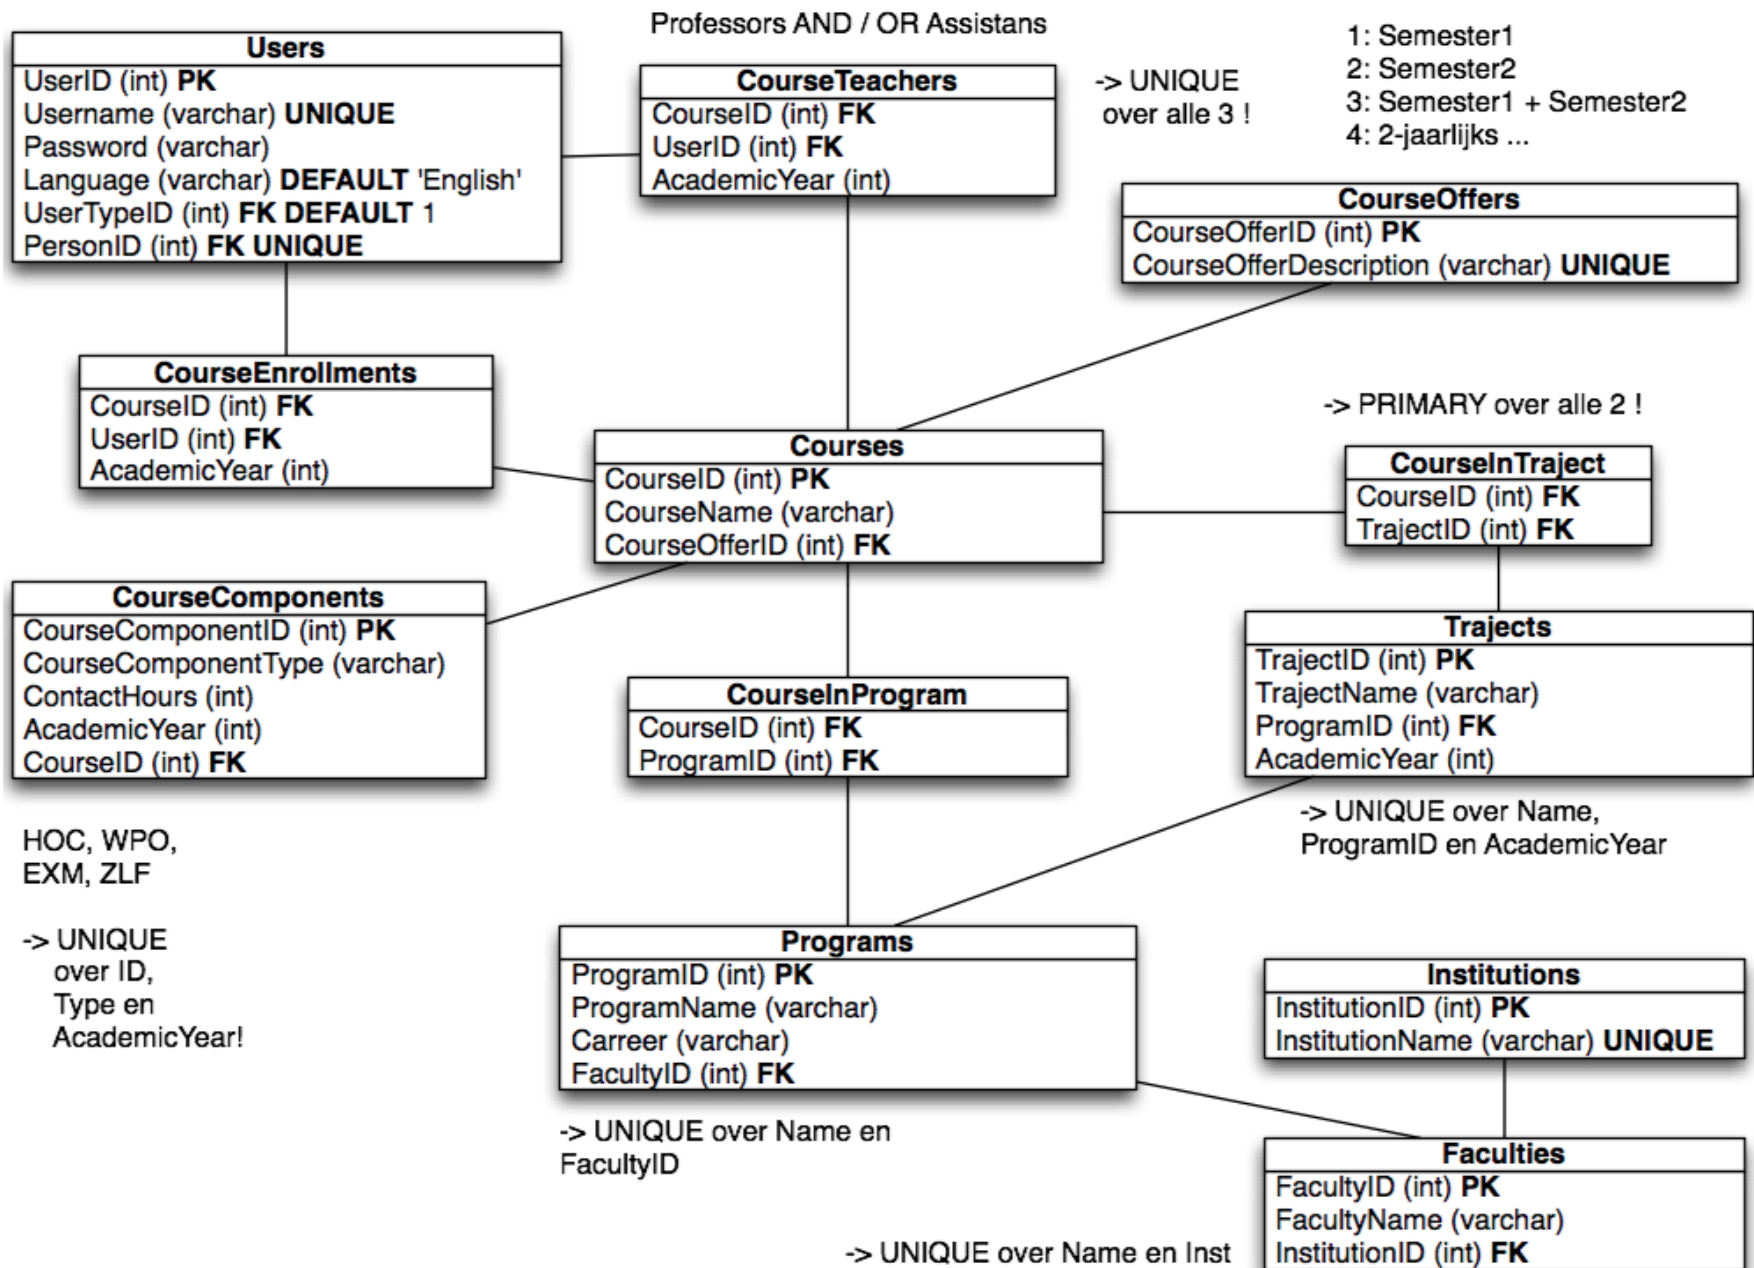 Professors AND / OR Assistans
Users
UserID (int) PK
Username (varchar) UNIQUE
Password (varchar)
Language (varchar) DEFAULT 'English'
UserTypeID (int) FK DEFAULT 1
PersonID (int) FK UNIQUE
CourseTeachers
CourseID (int) FK
UserID (int) FK
AcademicYear (int)
-> UNIQUE
over alle 3 !
1: Semester1
2: Semester2
3: Semester1 + Semester2
4: 2-jaarlijks ...
CourseOffers
CourseOfferID (int) PK
CourseOfferDescription (varchar) UNIQUE
CourseEnrollments
CourseID (int) FK
UserID (int) FK
AcademicYear (int)
Courses
CourseID (int) PK
CourseName (varchar)
CourseOfferID (int) FK
-> PRIMARY over alle 2 !
CourseInTraject
CourseID (int) FK
TrajectID (int) FK
CourseComponents
CourseComponentID (int) PK
CourseComponentType (varchar)
ContactHours (int)
AcademicYear (int)
CourseID (int) FK
HOC, WPO,
EXM, ZLF
-> UNIQUE
over ID,
Type en
AcademicYear!
CourseInProgram
CourseID (int) FK
ProgramID (int) FK
Trajects
TrajectID (int) PK
TrajectName (varchar)
ProgramID (int) FK
AcademicYear (int)
-> UNIQUE over Name,
ProgramID en AcademicYear
Programs
ProgramID (int) PK
ProgramName (varchar)
Carreer (varchar)
FacultyID (int) FK
-> UNIQUE over Name en
FacultyID
Institutions
InstitutionID (int) PK
InstitutionName (varchar) UNIQUE
Faculties
FacultyID (int) PK
FacultyName (varchar)
InstitutionID (int) FK
-> UNIQUE over Name en Inst